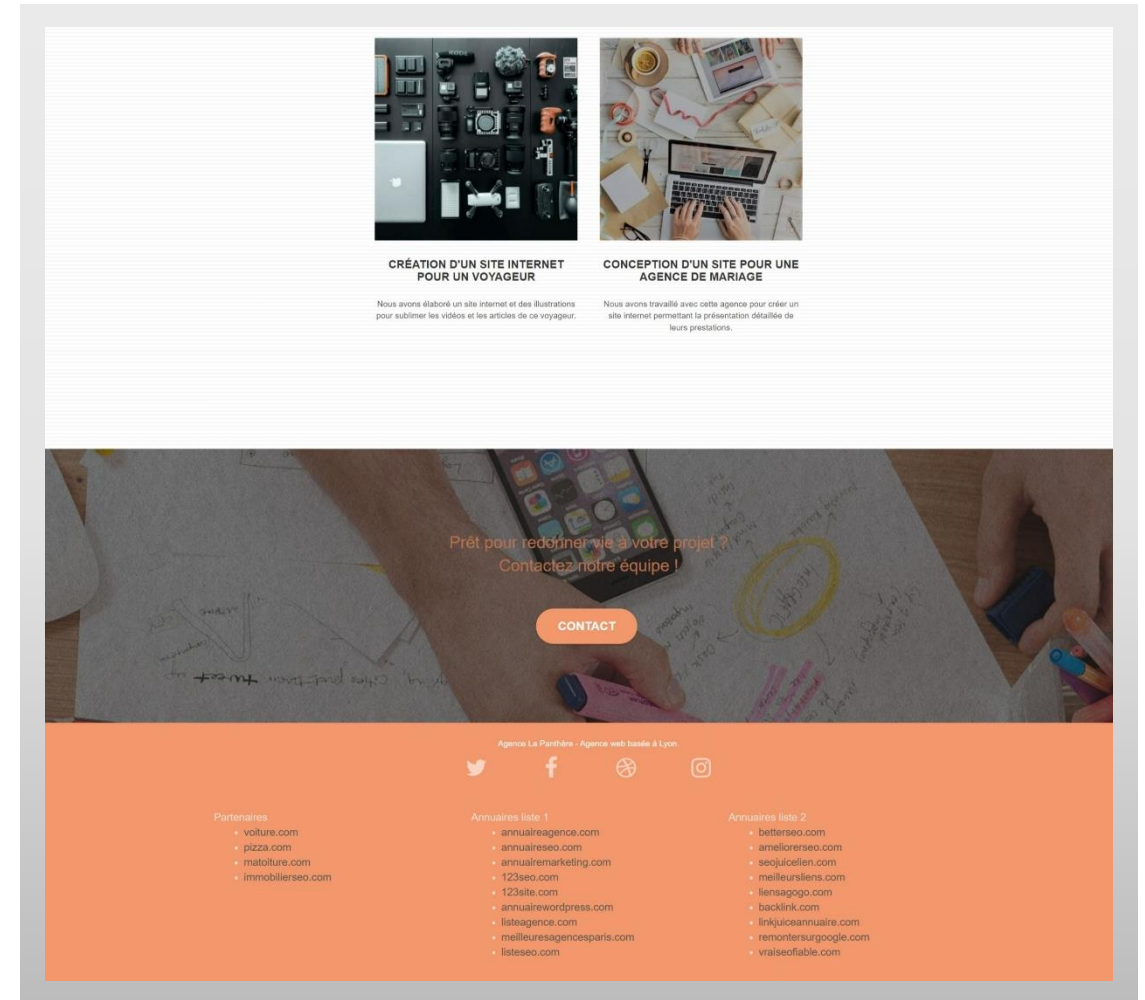 CRÉATION D'UN SITE INTERNET
POUR UN VOYAGEUR
Nous avons élaboré un site internet et des illustrations
pour sublimer les vidéos et les articles de ce voyageur.
CONCEPTION D'UN SITE POUR UNE
AGENCE DE MARIAGE
Nous avons travaillé avec cette agence pour créer un
site internet permettant la présentation détaillée de
leurs prestations.
Prêt pour redonner vie à votre projet ?
Contactez notre équipe !
CONTACT
tweet
Agence La Panthère - Agence web basée à Lyon
Partenaires
voiture.com
pizza.com
matoiture.com
immobilierseo.com
Annuaires liste 1
annuaireagence.com
annuaireseo.com
annuairemarketing.com
123seo.com
123site.com
annuairewordpress.com
listeagence.com
meilleuresagencesparis.com
listeseo.com
Annuaires liste 2
betterseo.com
ameliorerseo.com
seojuicelien.com
meilleursliens.com
liensagogo.com
backlink.com
linkjuiceannuaire.com
remontersurgoogle.com
vraiseofiable.com